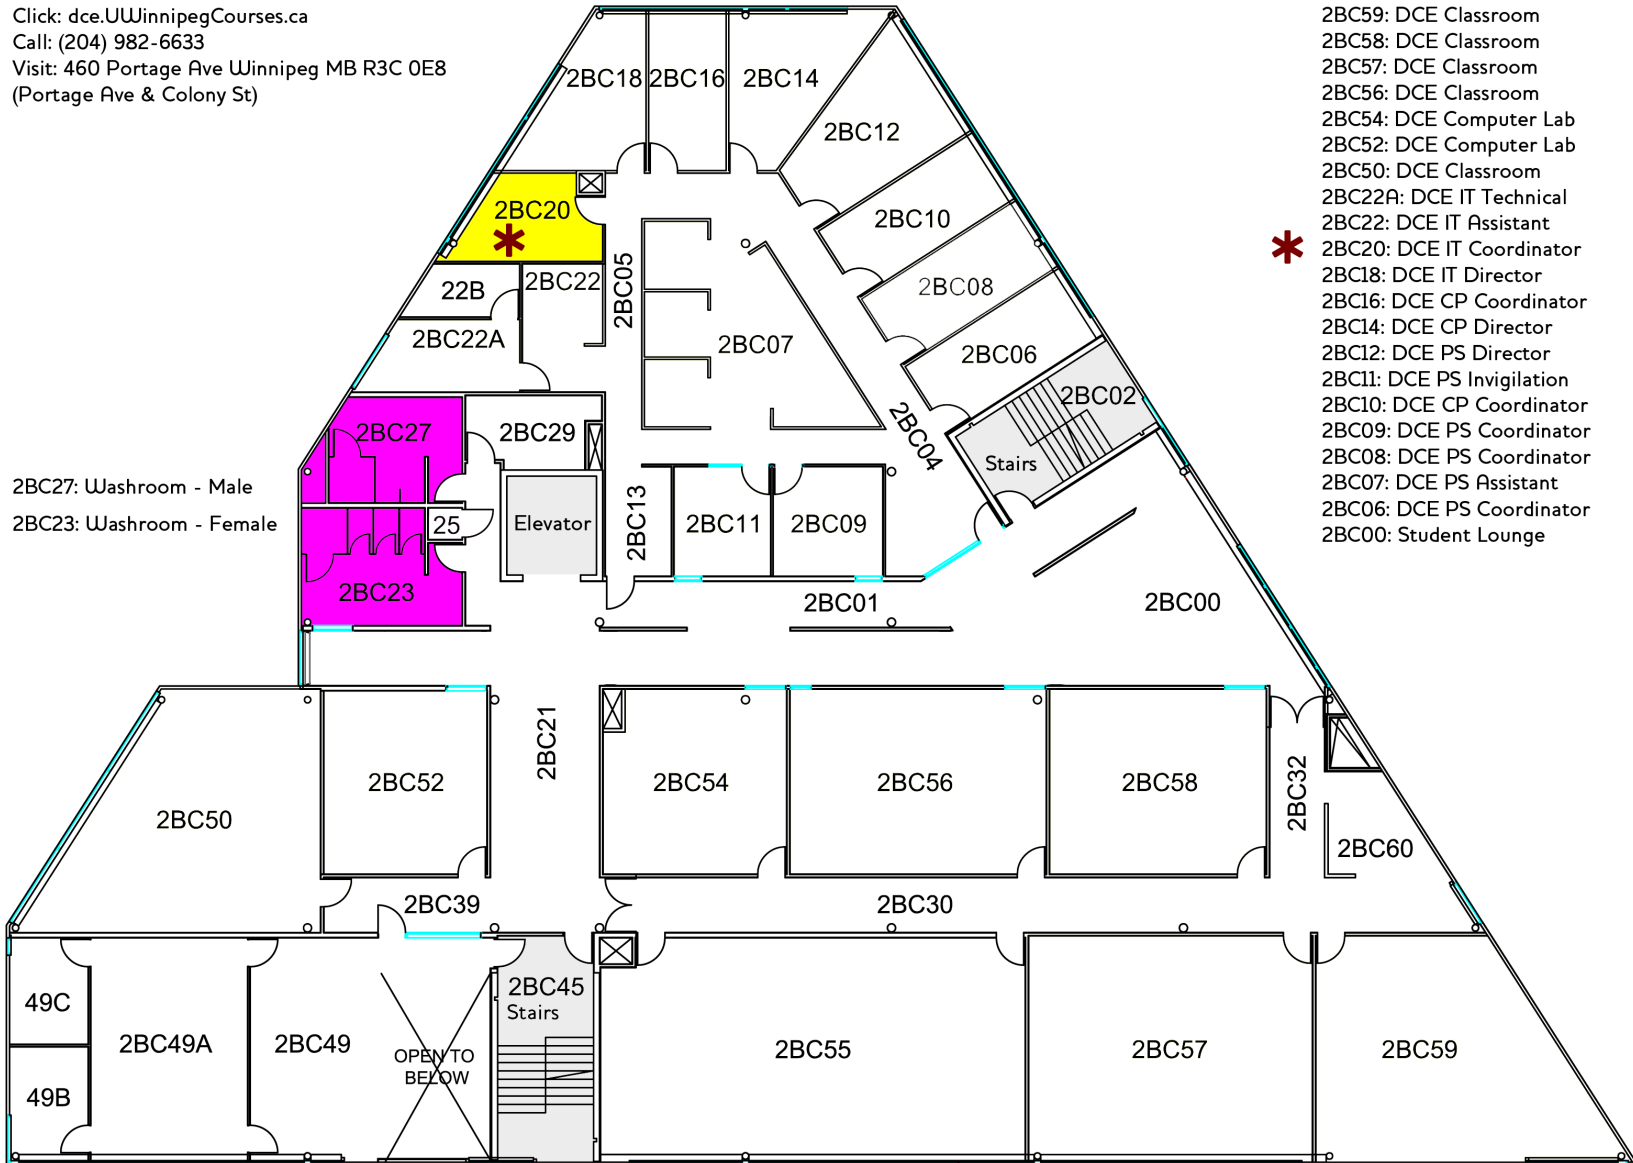 Click: dce.UWinnipegCourses.ca
Call: (204) 982-6633
Visit: 460 Portage Ave Winnipeg MB R3C 0E8
(Portage Ave & Colony St)
2BC59: DCE Classroom
2BC58: DCE Classroom
2BC57: DCE Classroom
2BC56: DCE Classroom
2BC54: DCE Computer Lab
2BC52: DCE Computer Lab
2BC50: DCE Classroom
2BC22A: DCE IT Technical
2BC22: DCE IT Assistant
* 2BC20: DCE IT Coordinator
2BC18: DCE IT Director
2BC16: DCE CP Coordinator
2BC14: DCE CP Director
2BC12: DCE PS Director
2BC11: DCE PS Invigilation
2BC10: DCE CP Coordinator
2BC09: DCE PS Coordinator
2BC08: DCE PS Coordinator
2BC07: DCE PS Assistant
2BC06: DCE PS Coordinator
2BC00: Student Lounge
2BC27: Washroom - Male
2BC23: Washroom - Female
2BC18
2BC16
2BC14
2BC12
2BC20
*
2BC10
22B
2BC22
2BC05
2BC08
2BC22A
2BC07
2BC06
2BC02
2BC27
2BC29
2BC04
Stairs
25
Elevator
2BC13
2BC11
2BC09
2BC23
2BC01
2BC00
2BC21
2BC52
2BC54
2BC56
2BC58
2BC32
2BC50
2BC60
2BC39
2BC30
49C
2BC49A
2BC49
2BC45
Stairs
OPEN TO
BELOW
2BC55
2BC57
2BC59
49B